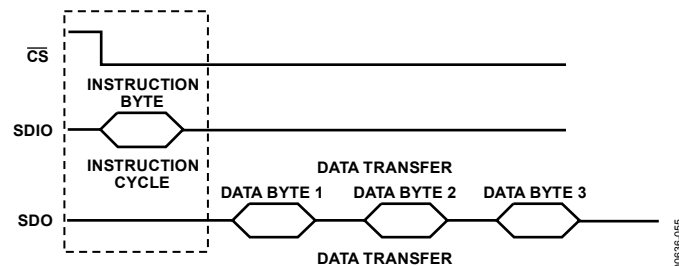 CS
INSTRUCTION
BYTE
SDIO
INSTRUCTION
CYCLE
DATA TRANSFER
DATA BYTE 1 DATA BYTE 2 DATA BYTE 3
SDO
DATA TRANSFER